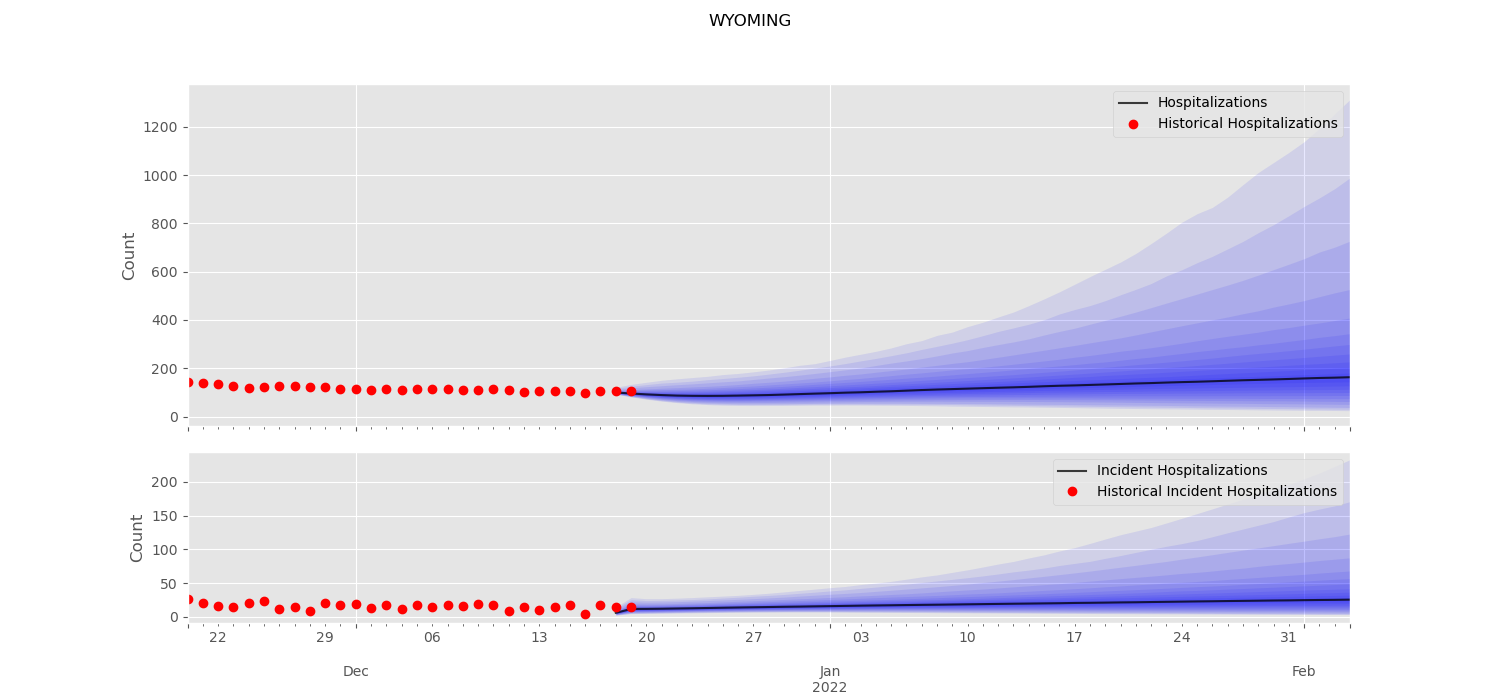 WYOMING
Hospitalizations
Historical Hospitalizations
Count
1200
1000
800
600
400
200
0
Incident Hospitalizations
Historical Incident Hospitalizations
Count
200
150
100
50
0
22 29 06 13 20 27 03 10 17 24 31
Dec Jan Feb
2022